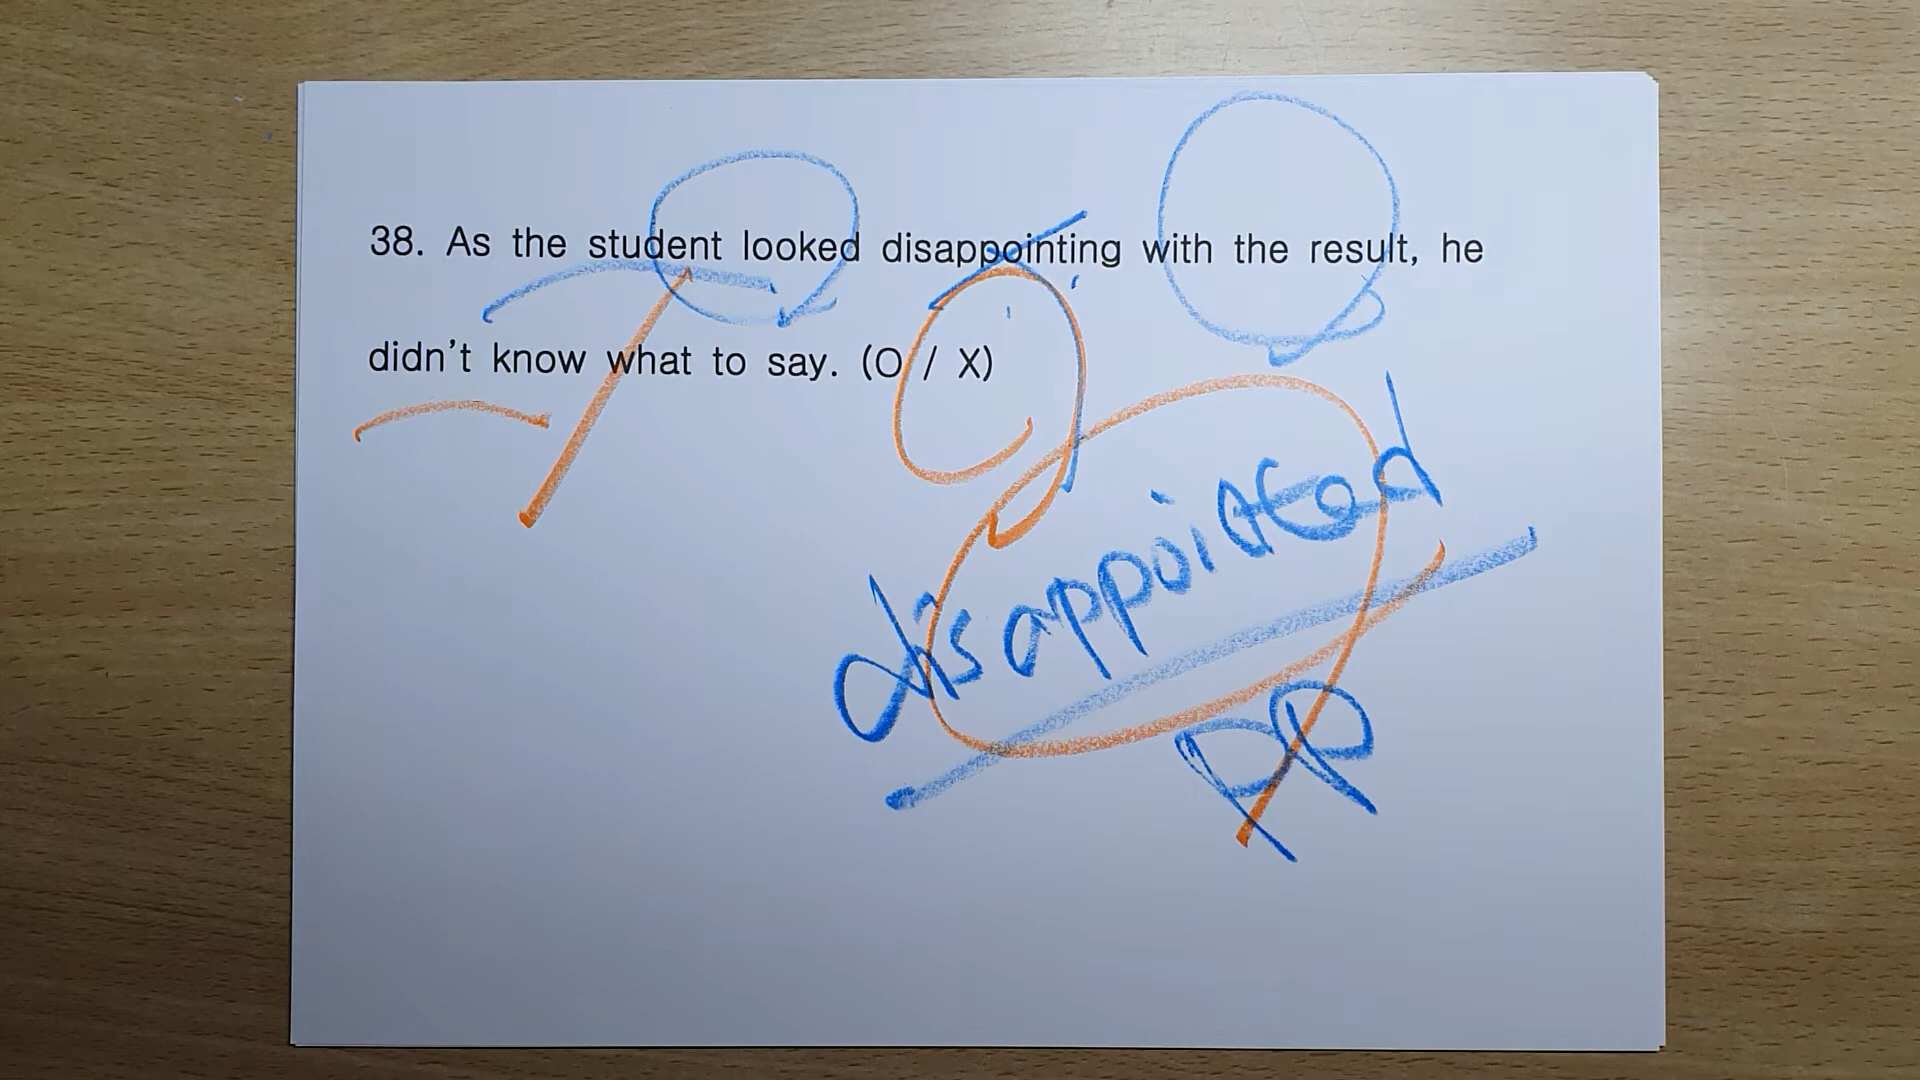 38. As the student looked disappointing with the result, he
didn't know what to say. (O / X)
disappointed
PP